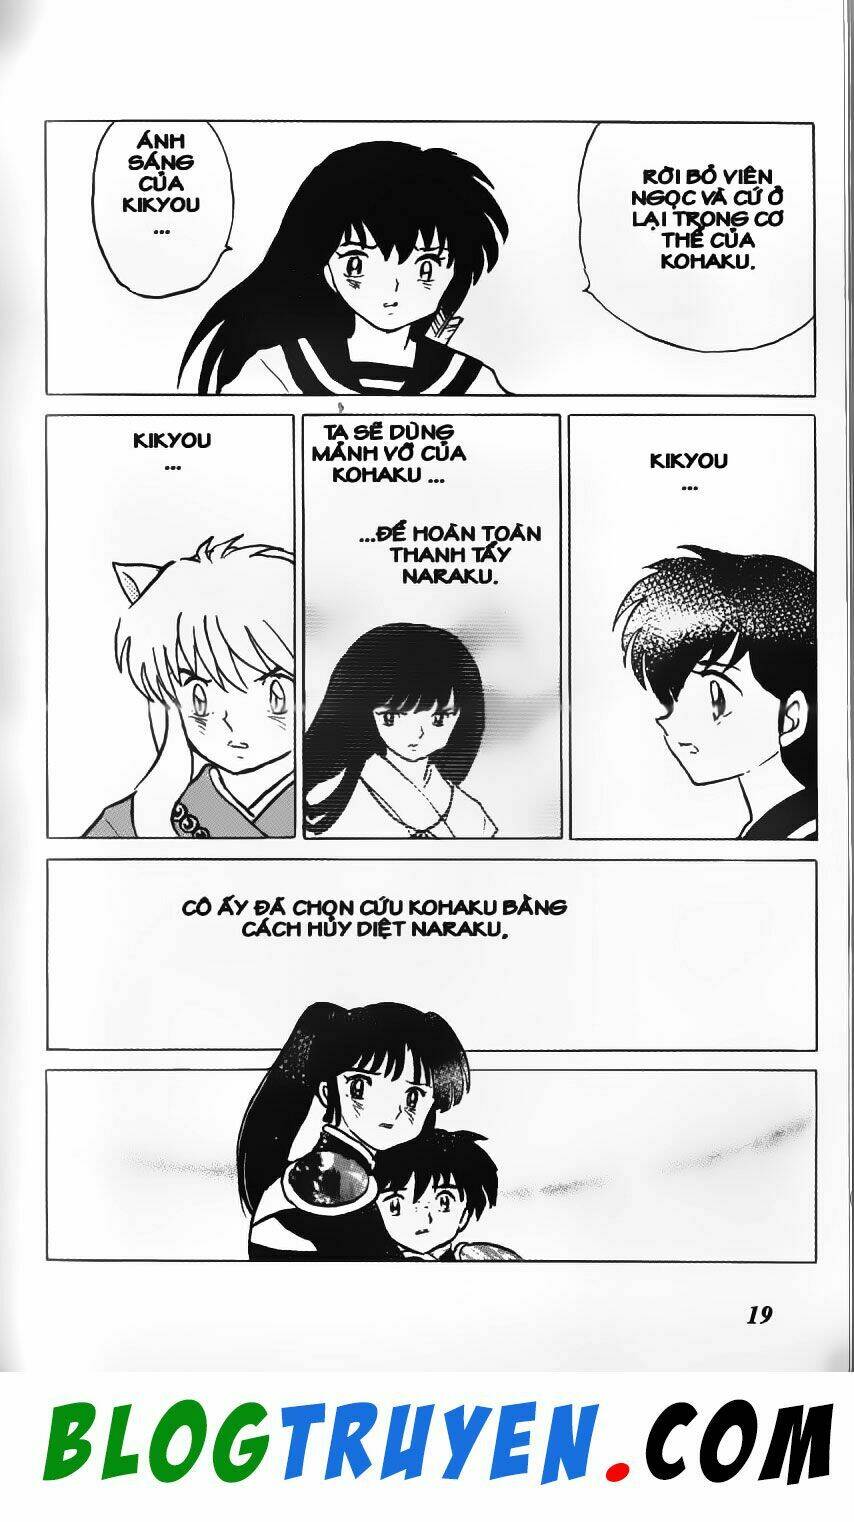 RỜI BỎ VIÊN
NGỌC VÀ CỨ Ở
LẠI TRONG CƠ
THỂ CỦA
KOHAKU.
ÁNH
SÁNG
CỦA
KIKYOU
...
KIKYOU
...
TA SẼ DÙNG
MẢNH VỠ CỦA
KOHAKU ...
...ĐỂ HOÀN TOÀN
THANH TẨY
NARAKU.
KIKYOU
...
CÔ ẤY ĐÃ CHỌN CỨU KOHAKU BẰNG
CÁCH HỦY DIỆT NARAKU.
19
BLOGTRUYEN.COM